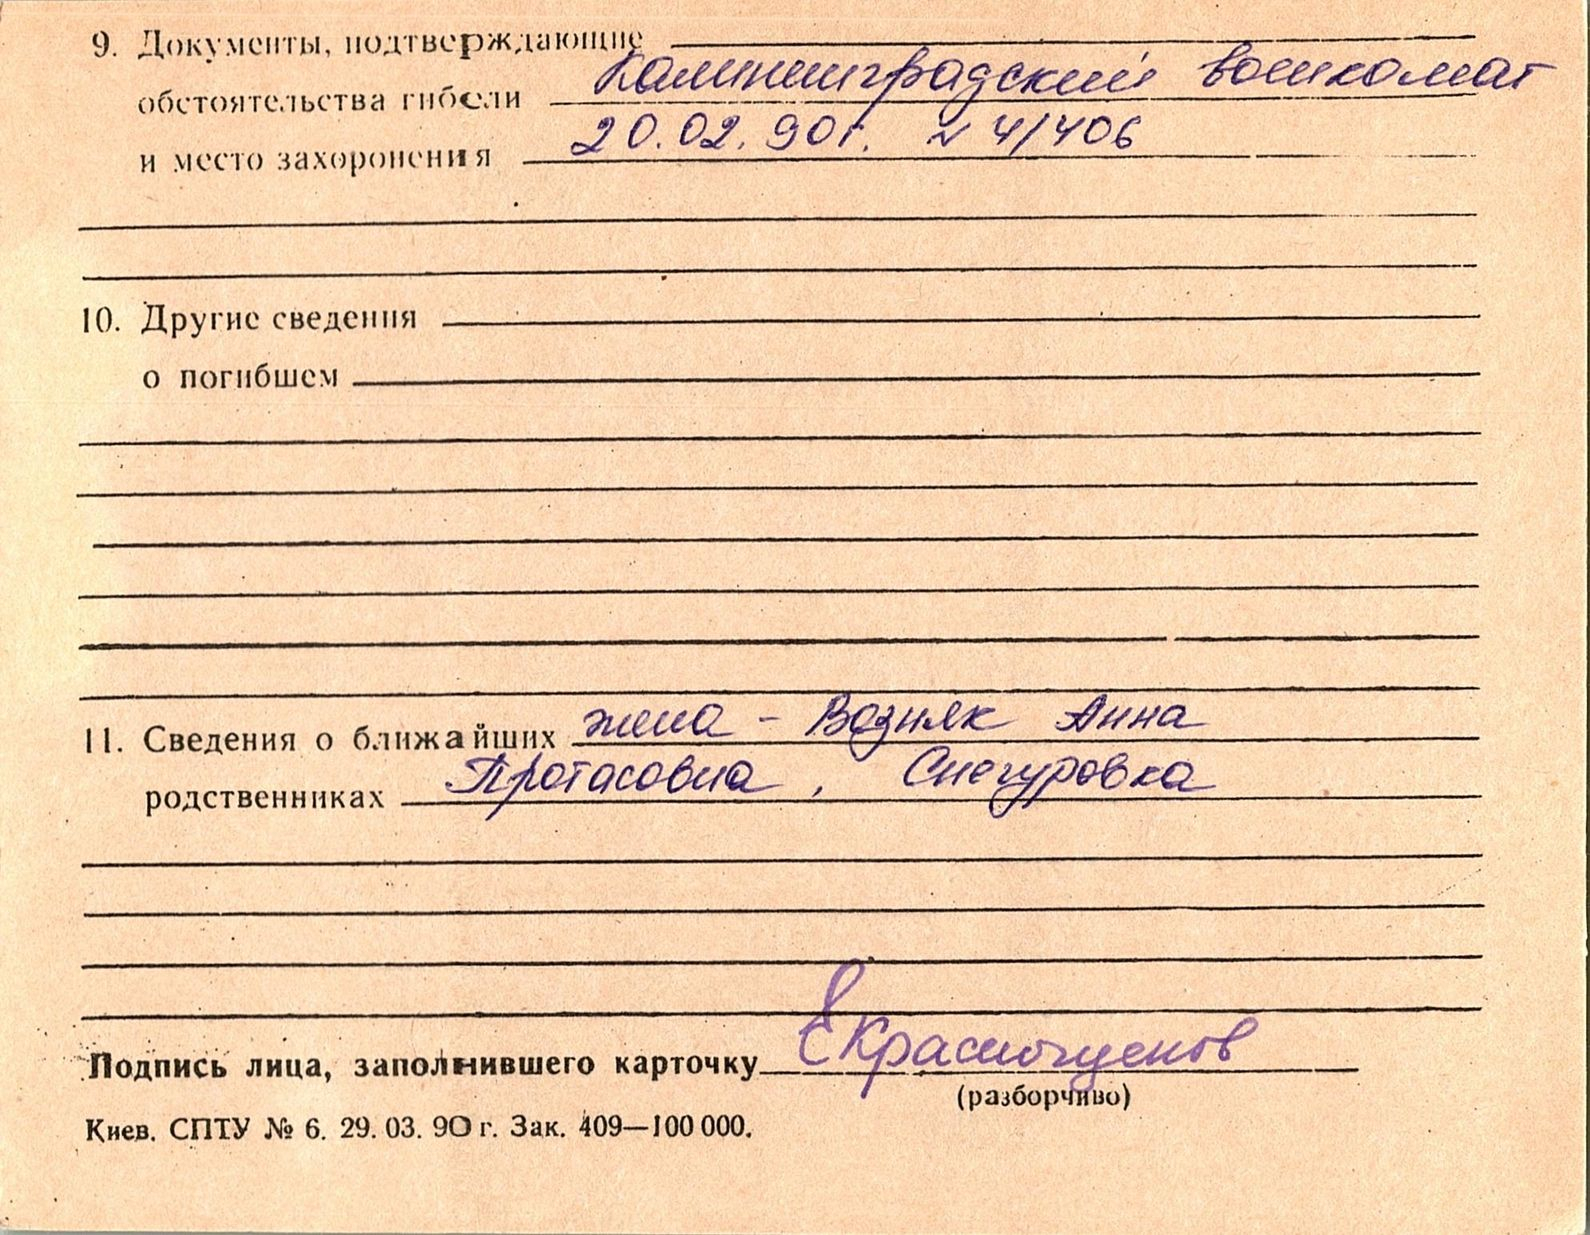 9. Документы, подтверждающие
обстоятельства гибели Калининградский военкомат
и место захоронения 20.02.90г. № 4/406
10. Другие сведения
о погибшем
11. Сведения о ближайших жена - Возняк Анна
родственниках Протасовна, Снегуровка
Подпись лица, заполнившего карточку
(разборчиво)
Киев. СПТУ № 6. 29.03.90 г. Зак. 409—100 000.